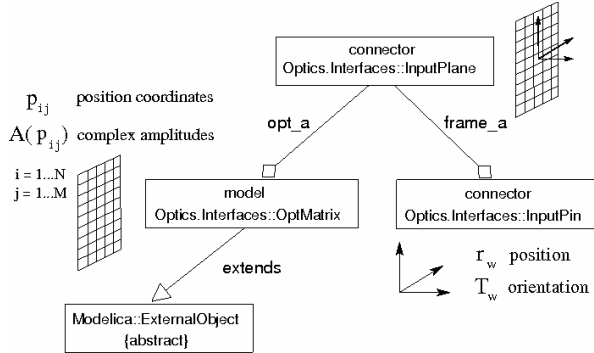 connector
Optics.Interfaces::InputPlane
p_ij position coordinates
A(p_ij) complex amplitudes
opt_a
frame_a
i = 1...N
j = 1...M
model
Optics.Interfaces::OptMatrix
connector
Optics.Interfaces::InputPin
extends
r_w position
T_w orientation
Modelica::ExternalObject
{abstract}